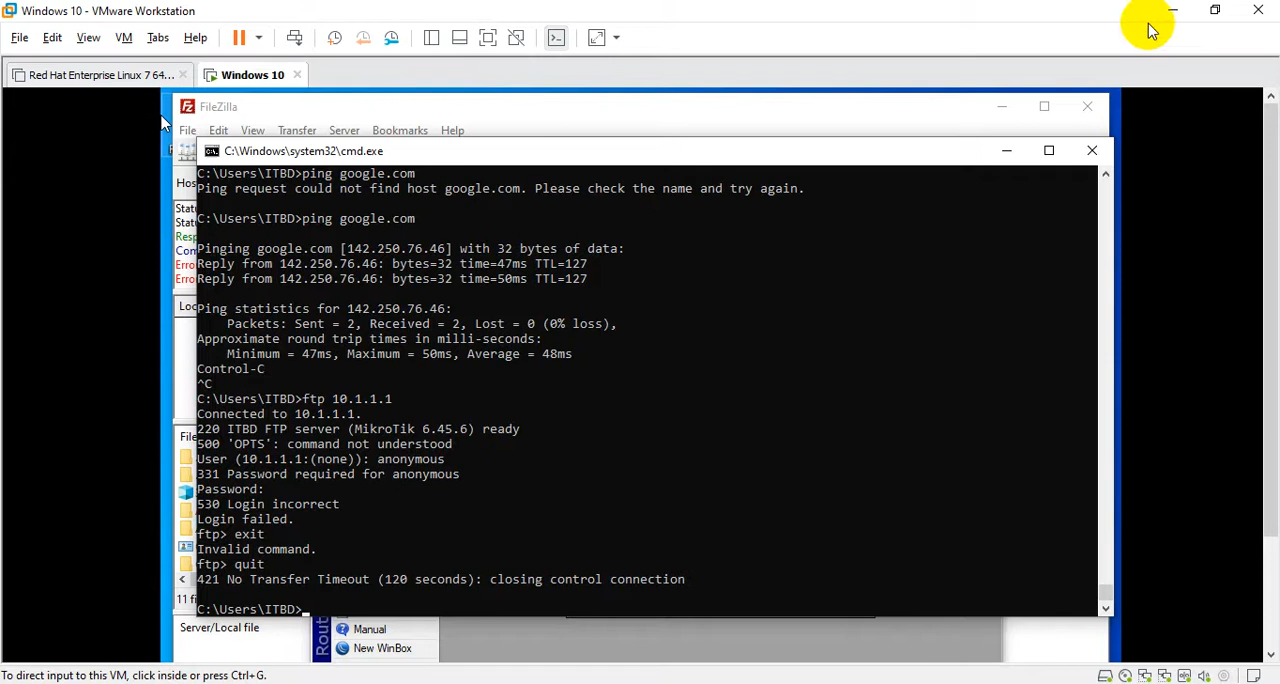 Windows 10 - VMware Workstation
File Edit View VM Tabs Help
Red Hat Enterprise Linux 7 64... Windows 10
FileZilla
File Edit View Transfer Server Bookmarks Help
C:\Windows\system32\cmd.exe
Hos
Stat
Stat
Resp
Com
Erro
Erro
Loc
File
11 fi
C:\Users\ITBD>ping google.com
Ping request could not find host google.com. Please check the name and try again.
C:\Users\ITBD>ping google.com
Pinging google.com [142.250.76.46] with 32 bytes of data:
Reply from 142.250.76.46: bytes=32 time=47ms TTL=127
Reply from 142.250.76.46: bytes=32 time=50ms TTL=127
Ping statistics for 142.250.76.46:
Packets: Sent = 2, Received = 2, Lost = 0 (0% loss),
Approximate round trip times in milli-seconds:
Minimum = 47ms, Maximum = 50ms, Average = 48ms
Control-C
^C
C:\Users\ITBD>ftp 10.1.1.1
Connected to 10.1.1.1.
220 ITBD FTP server (MikroTik 6.45.6) ready
500 'OPTS': command not understood
User (10.1.1.1:(none)): anonymous
331 Password required for anonymous
Password:
530 Login incorrect
Login failed.
ftp> exit
Invalid command.
ftp> quit
421 No Transfer Timeout (120 seconds): closing control connection
C:\Users\ITBD>
Server/Local file
Rout
Manual
New WinBox
To direct input to this VM, click inside or press Ctrl+G.